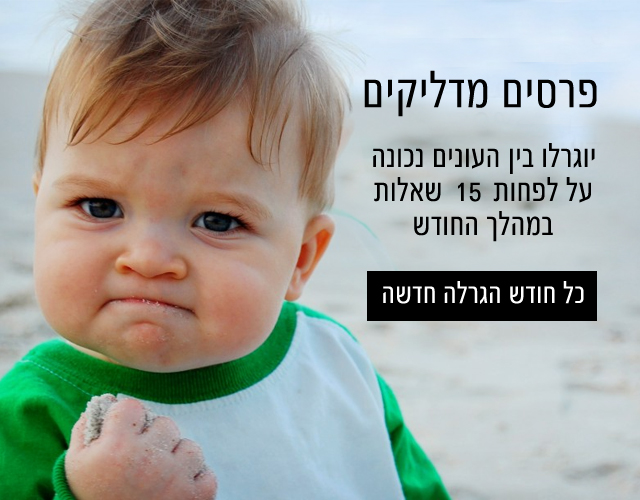 פרסים מדליקים
יוגרלו בין העונים נכונה
על לפחות 15 שאלות
במהלך החודש
כל חודש הגרלה חדשה